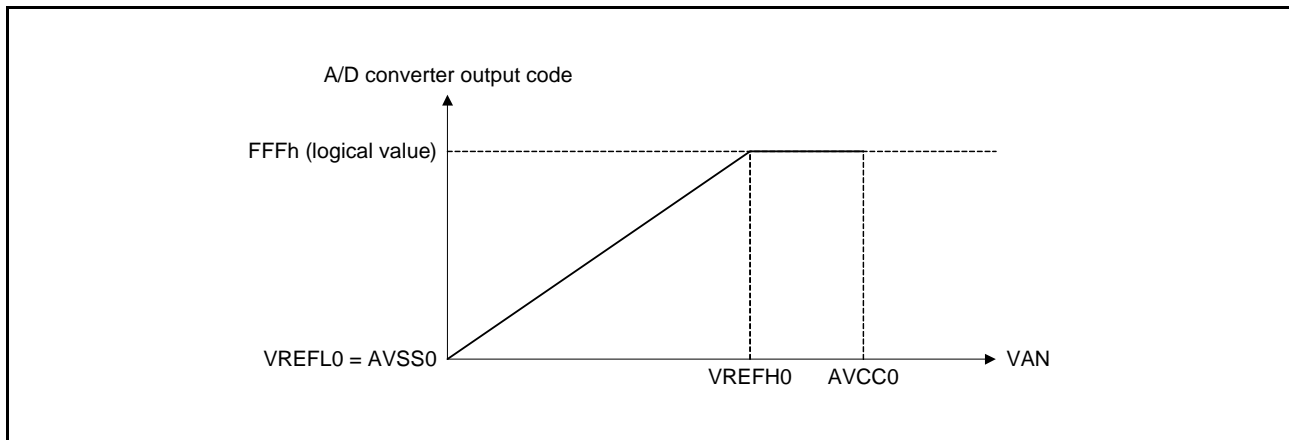 A/D converter output code
FFFh (logical value)
VREFL0 = AVSS0
VREFH0
AVCC0
VAN